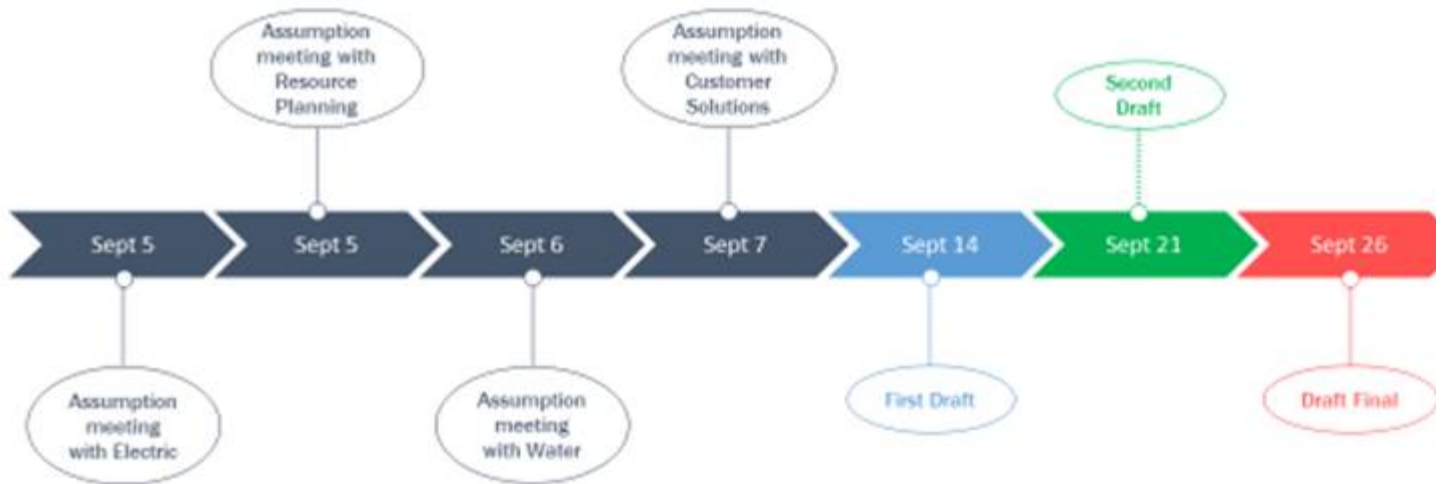 Assumption
meeting with
Resource
Planning
Assumption
meeting with
Customer
Solutions
Second
Draft
Sept 5
Sept 5
Sept 6
Sept 7
Sept 14
Sept 21
Sept 26
Assumption
meeting
with Electric
Assumption
meeting
with Water
First Draft
Draft Final